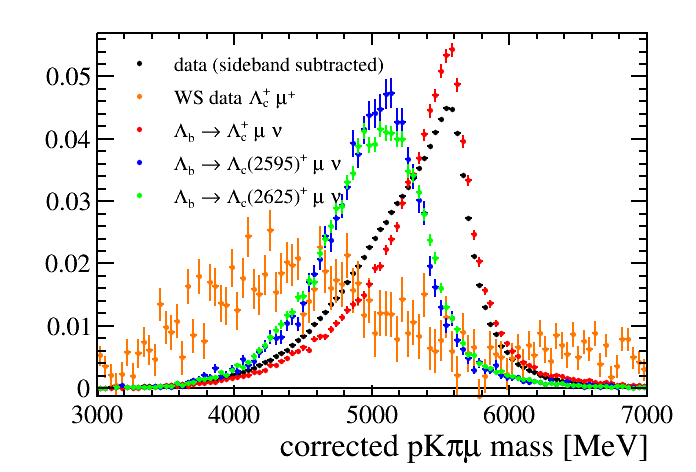 0.05
0.04
0.03
0.02
0.01
0
data (sideband subtracted)
WS data Λc+ μ+
Λb → Λc+ μ ν
Λb → Λc(2595)+ μ ν
Λb → Λc(2625)+ μ ν
3000 4000 5000 6000 7000
corrected pKπμ mass [MeV]